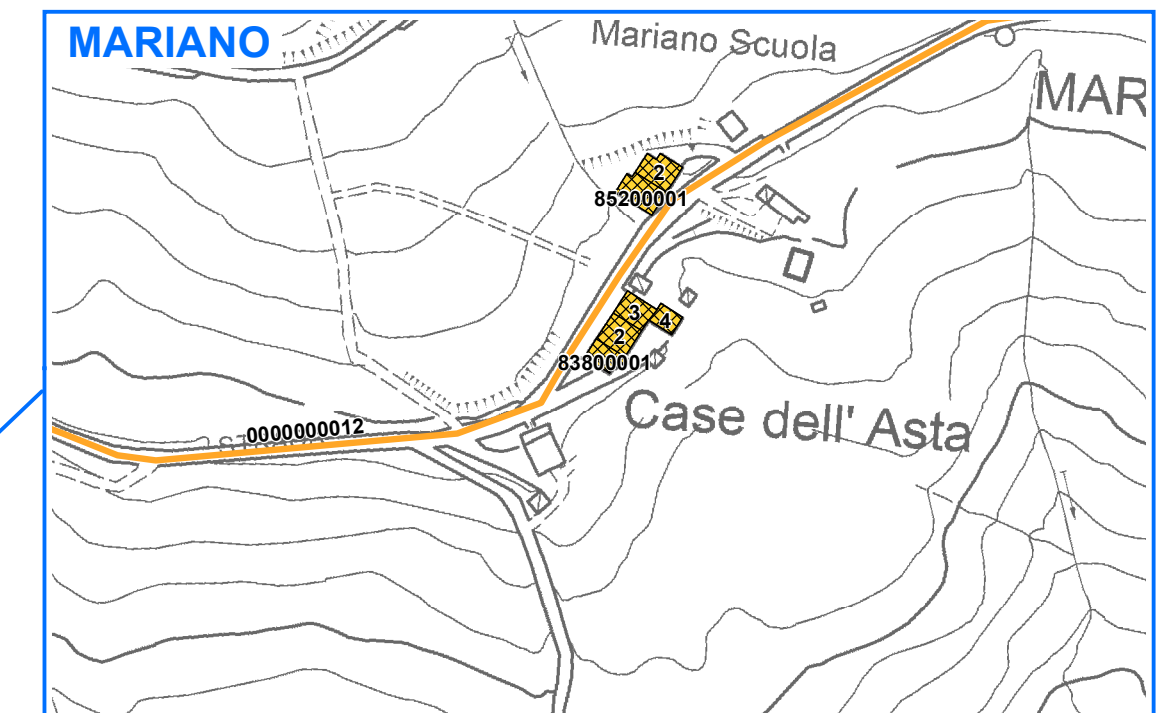 MARIANO
Mariano Scuola
MAR
2
85200001
3
4
2
83800001
Case dell' Asta
0000000012